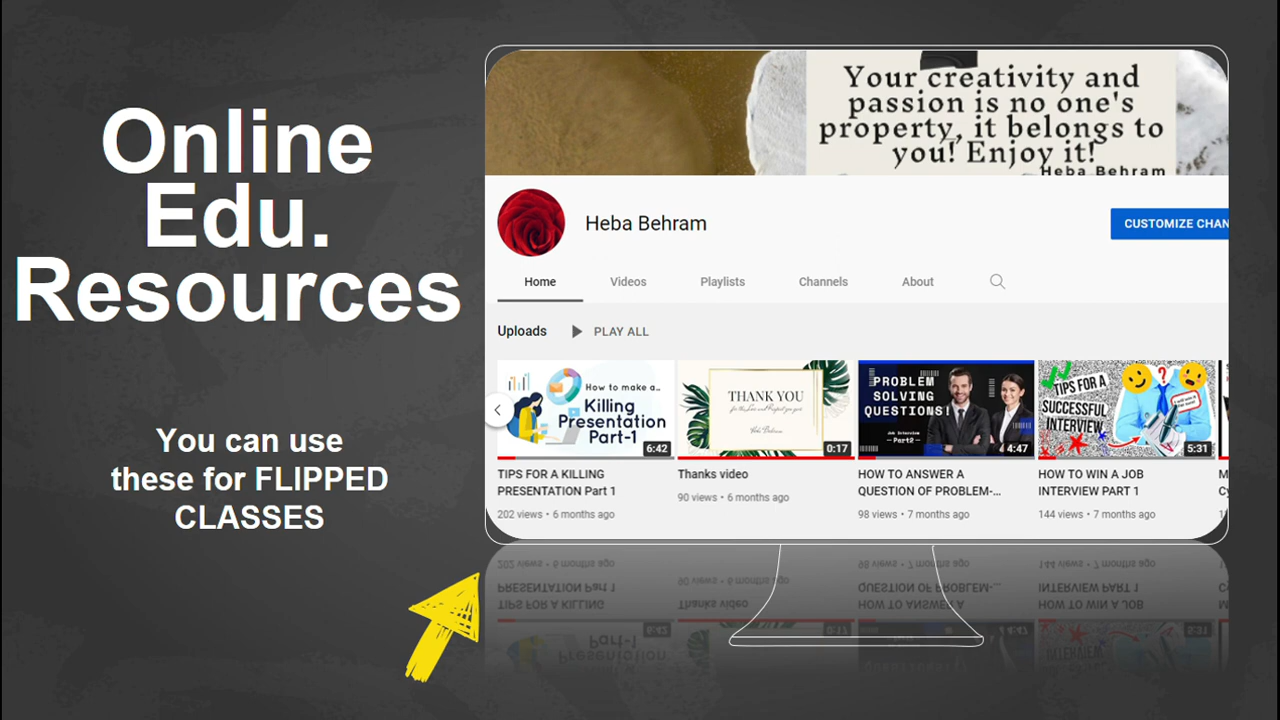 Online
Edu.
Resources
You can use
these for FLIPPED
CLASSES
Your creativity and
passion is no one's
property, it belongs to
you! Enjoy it!
Heba Behram
Heba Behram
CUSTOMIZE CHAN
Home Videos Playlists Channels About
Uploads PLAY ALL
How to make a..
Killing
Presentation
Part-1
6:42
TIPS FOR A KILLING
PRESENTATION Part 1
202 views • 6 months ago
THANK YOU
0:17
Thanks video
90 views • 6 months ago
PROBLEM
SOLVING
QUESTIONS!
Job Interview
—Part2—
4:47
HOW TO ANSWER A
QUESTION OF PROBLEM-...
98 views • 7 months ago
TIPS FOR A
SUCCESSFUL
INTERVIEW
5:31
HOW TO WIN A JOB
INTERVIEW PART 1
144 views • 7 months ago